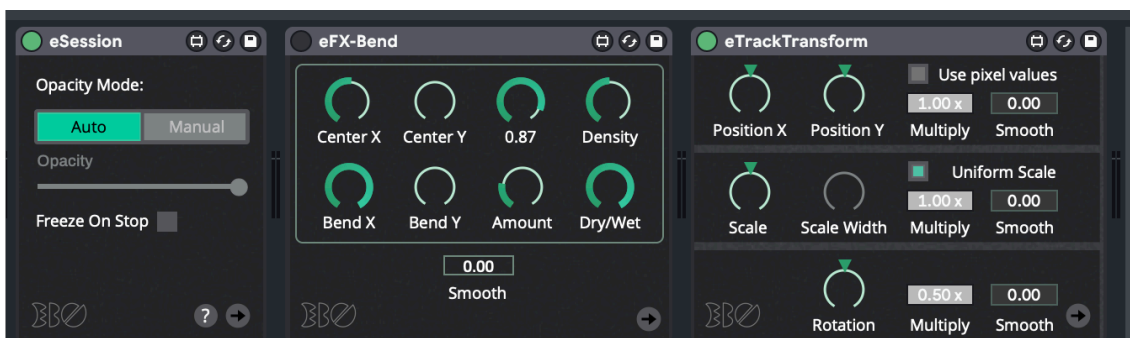 eSession
Opacity Mode:
Auto Manual
Opacity
Freeze On Stop
?
eFX-Bend
Center X Center Y 0.87 Density
Bend X Bend Y Amount Dry/Wet
0.00
Smooth
eTrackTransform
Use pixel values
1.00 x 0.00
Position X Position Y Multiply Smooth
Uniform Scale
1.00 x 0.00
Scale Scale Width Multiply Smooth
0.50 x 0.00
Rotation Multiply Smooth